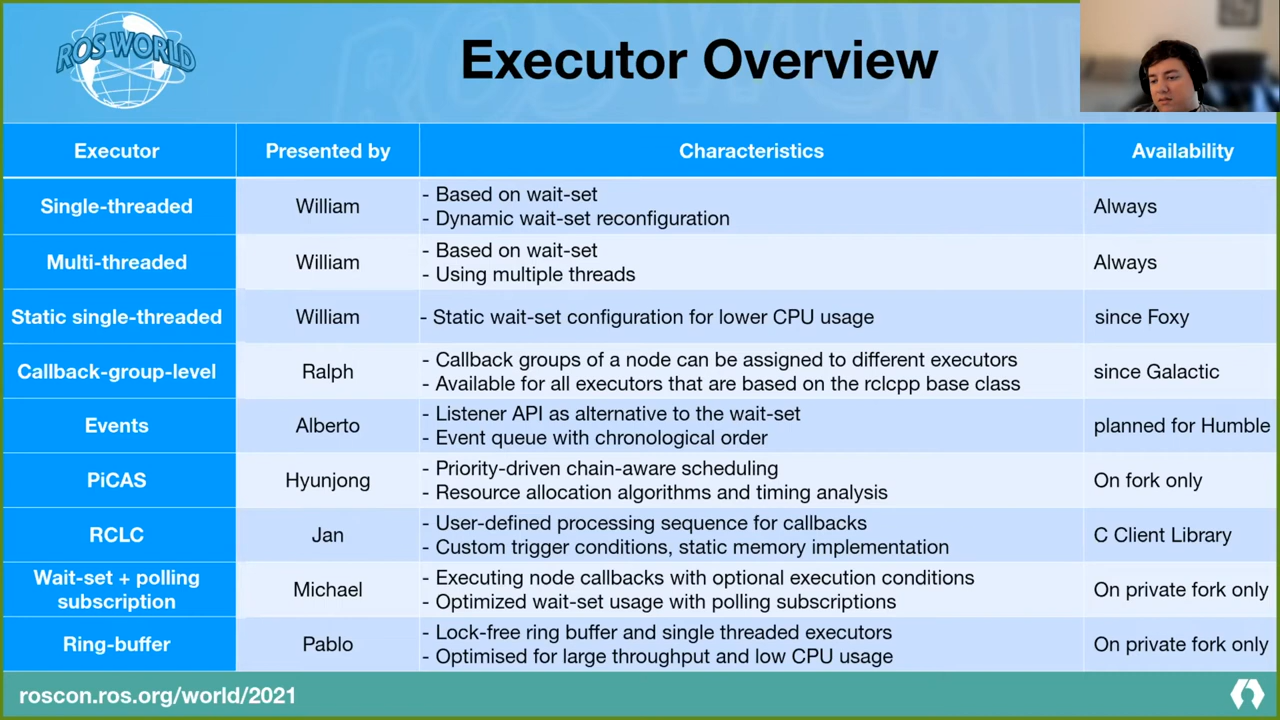 ROS WORLD
Executor Overview
Executor
Presented by
Characteristics
Availability
Single-threaded
William
- Based on wait-set
- Dynamic wait-set reconfiguration
Always
Multi-threaded
William
- Based on wait-set
- Using multiple threads
Always
Static single-threaded
William
- Static wait-set configuration for lower CPU usage
since Foxy
Callback-group-level
Ralph
- Callback groups of a node can be assigned to different executors
- Available for all executors that are based on the rclcpp base class
since Galactic
Events
Alberto
- Listener API as alternative to the wait-set
- Event queue with chronological order
planned for Humble
PiCAS
Hyunjong
- Priority-driven chain-aware scheduling
- Resource allocation algorithms and timing analysis
On fork only
RCLC
Jan
- User-defined processing sequence for callbacks
- Custom trigger conditions, static memory implementation
C Client Library
Wait-set + polling
subscription
Michael
- Executing node callbacks with optional execution conditions
- Optimized wait-set usage with polling subscriptions
On private fork only
Ring-buffer
Pablo
- Lock-free ring buffer and single threaded executors
- Optimised for large throughput and low CPU usage
On private fork only
roscon.ros.org/world/2021